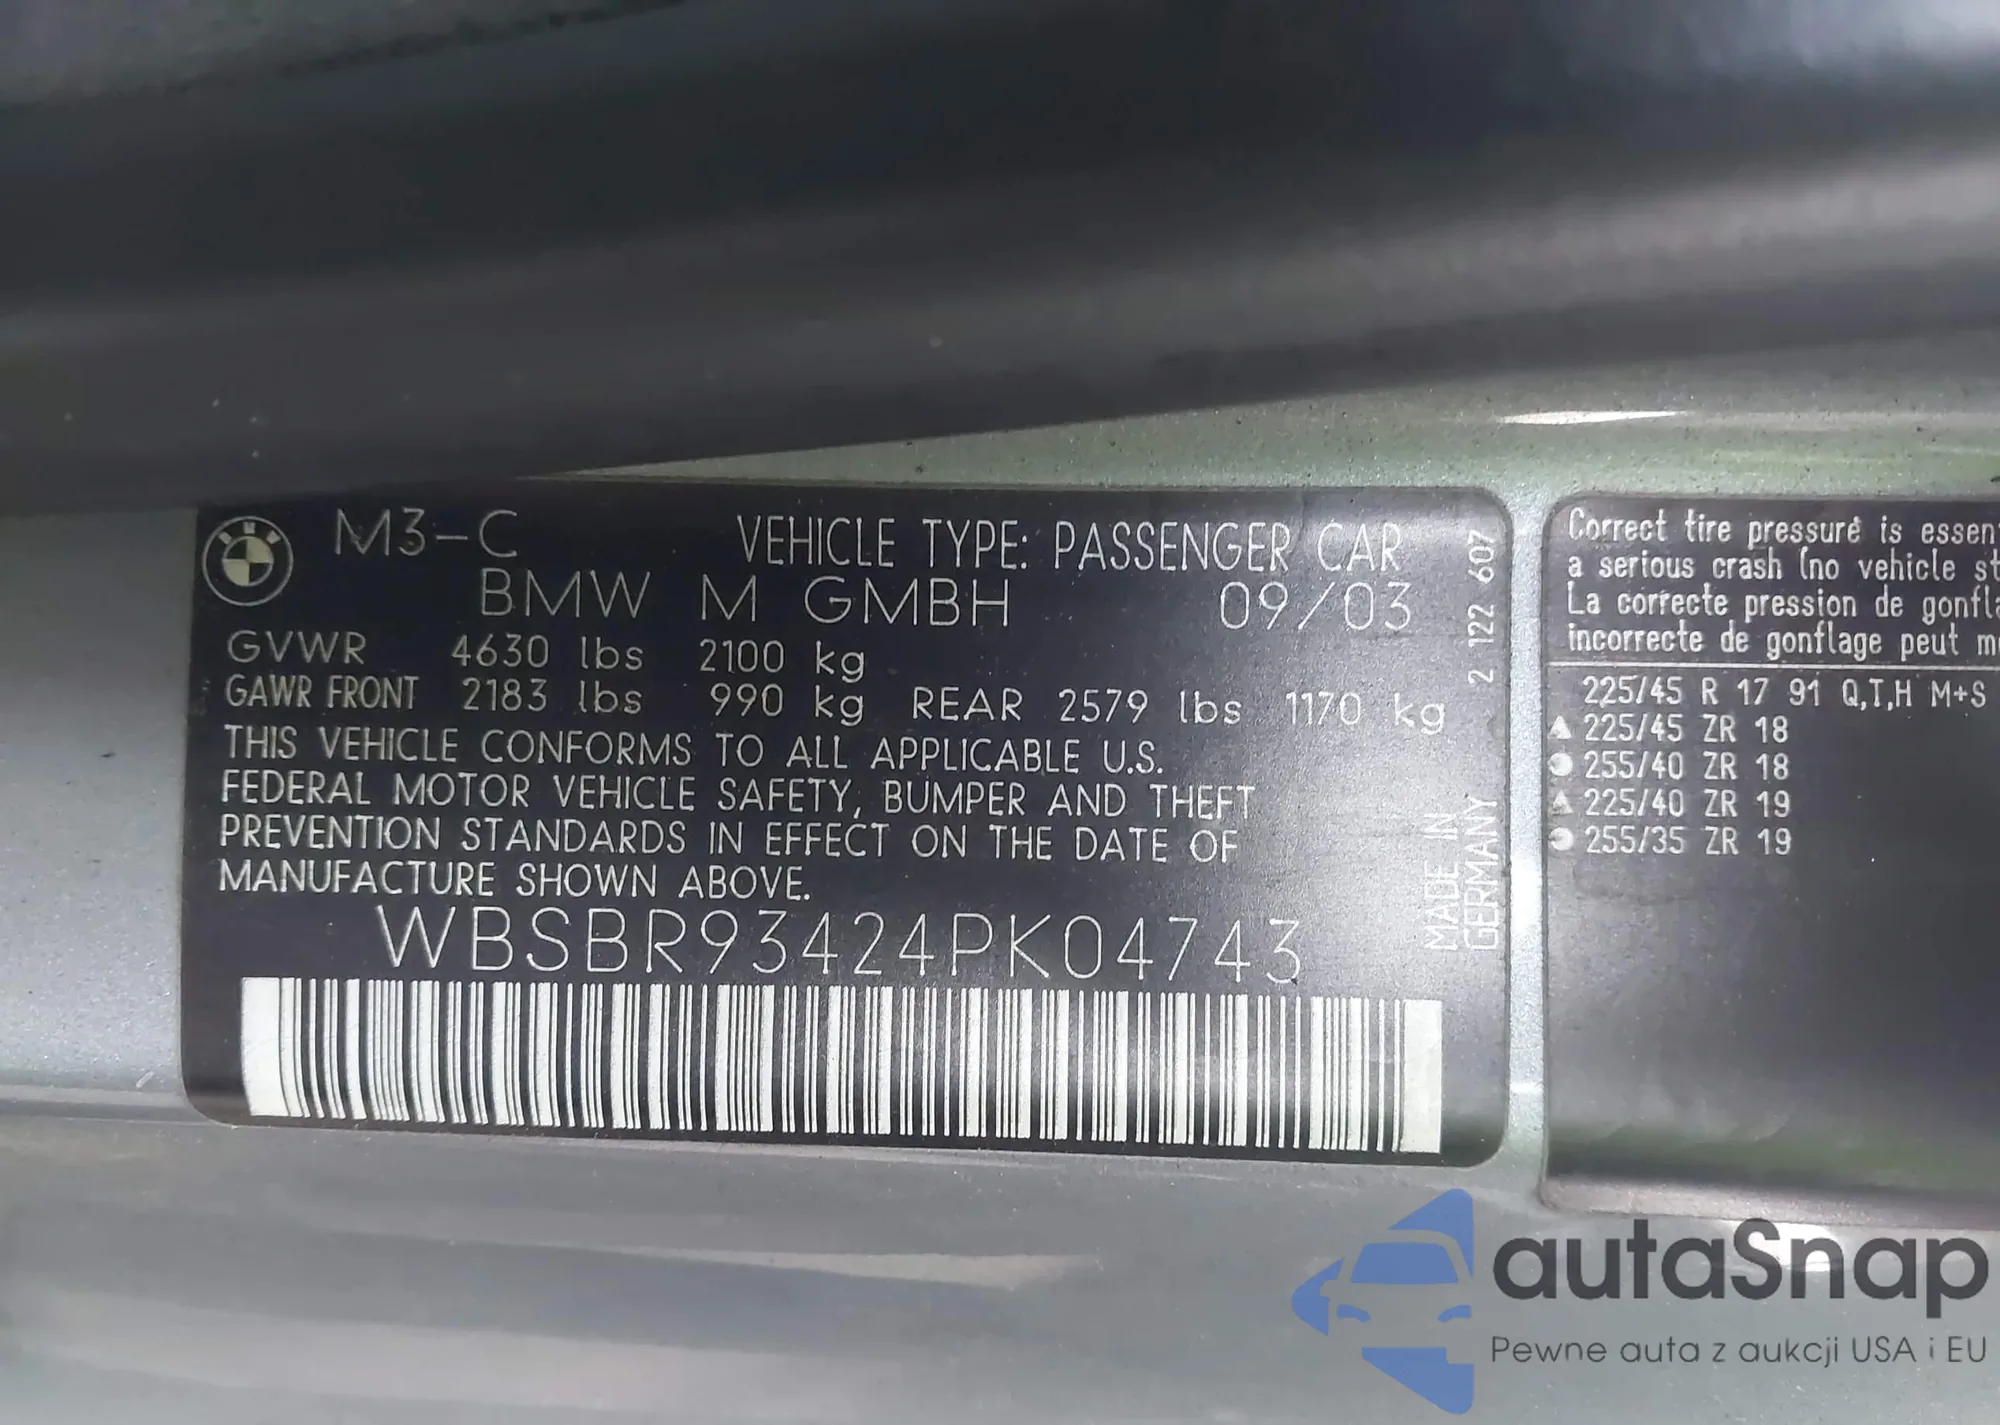 M3-C
VEHICLE TYPE: PASSENGER CAR
BMW M GMBH 09/03
GVWR 4630 lbs 2100 kg
GAWR FRONT 2183 lbs 990 kg REAR 2579 lbs 1170 kg
THIS VEHICLE CONFORMS TO ALL APPLICABLE U.S.
FEDERAL MOTOR VEHICLE SAFETY, BUMPER AND THEFT
PREVENTION STANDARDS IN EFFECT ON THE DATE OF
MANUFACTURE SHOWN ABOVE.
WBSBR93424PK04743
2 122 607
MADE IN
GERMANY
Correct tire pressure is essen
a serious crash (no vehicle st
La correcte pression de gonfla
incorrecte de gonflage peut me
225/45 R 17 91 Q,T,H M+S
225/45 ZR 18
255/40 ZR 18
225/40 ZR 19
255/35 ZR 19
autaSnap
Pewne auta z aukcji USA i EU